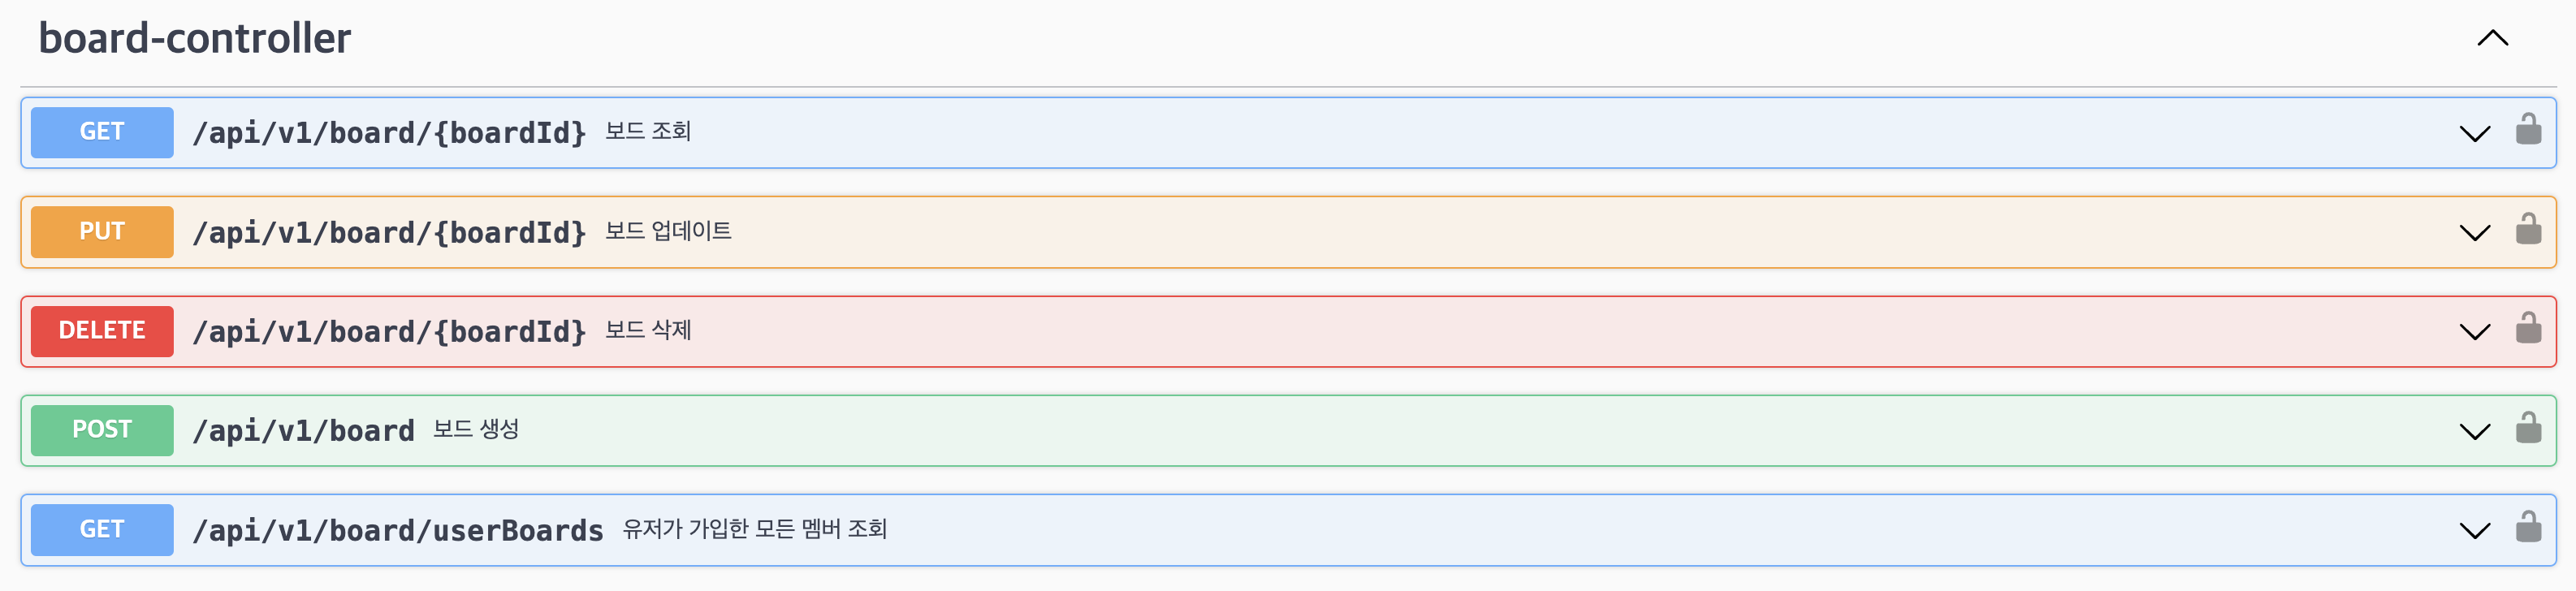 board-controller
GET /api/v1/board/{boardId} 보드 조회
PUT /api/v1/board/{boardId} 보드 업데이트
DELETE /api/v1/board/{boardId} 보드 삭제
POST /api/v1/board 보드 생성
GET /api/v1/board/userBoards 유저가 가입한 모든 멤버 조회